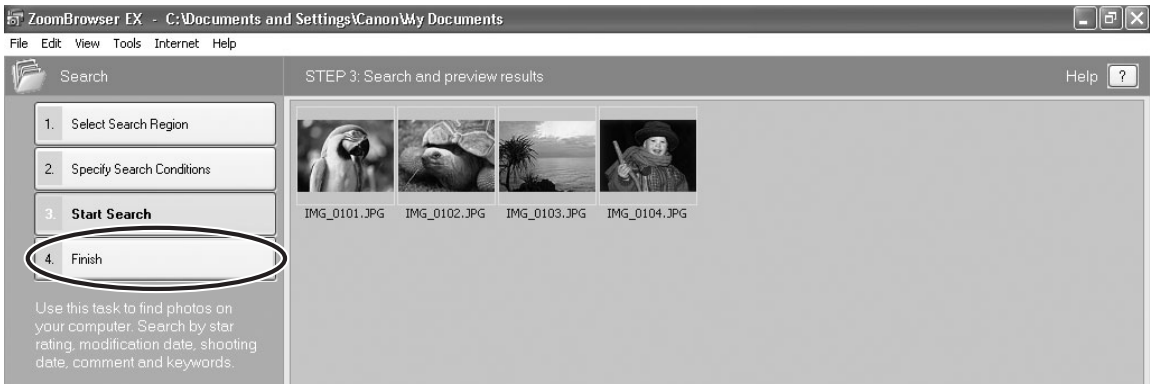 ZoomBrowser EX - C:\Documents and Settings\Canon\My Documents
File Edit View Tools Internet Help
Search
STEP 3: Search and preview results
Help ?
1. Select Search Region
2. Specify Search Conditions
3. Start Search
4. Finish
Use this task to find photos on
your computer. Search by star
rating, modification date, shooting
date, comment and keywords.
IMG_0101.JPG IMG_0102.JPG IMG_0103.JPG IMG_0104.JPG